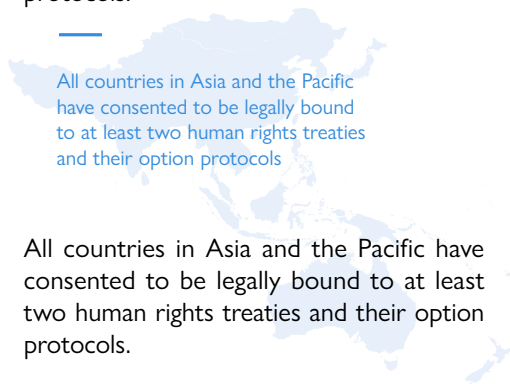 protocols.
All countries in Asia and the Pacific
have consented to be legally bound
to at least two human rights treaties
and their option protocols
All countries in Asia and the Pacific have
consented to be legally bound to at least
two human rights treaties and their option
protocols.